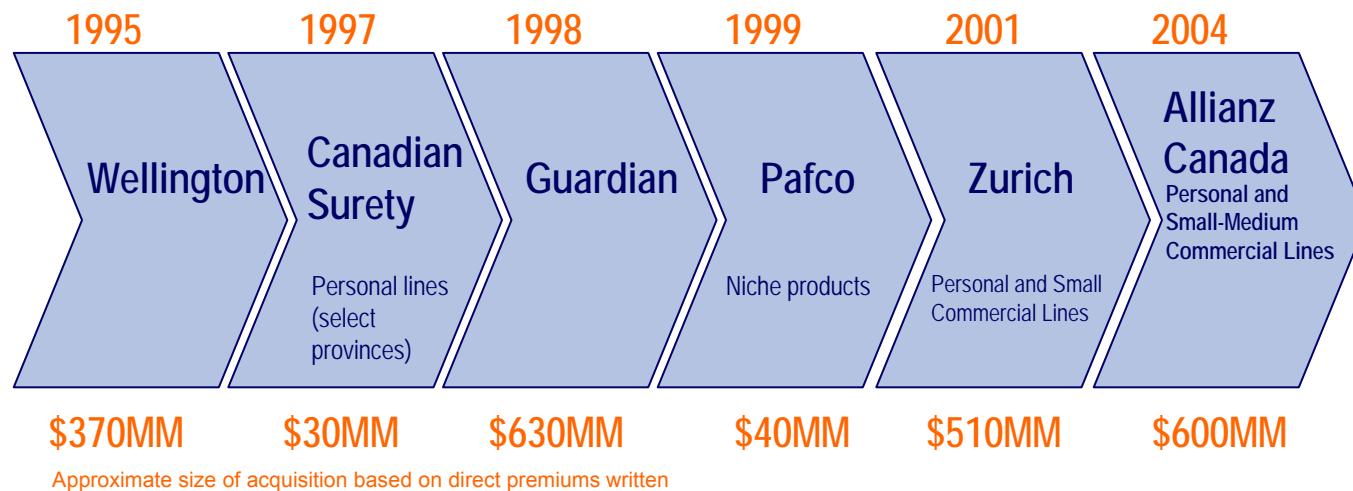 1995 1997 1998 1999 2001 2004
Wellington
Canadian
Surety
Personal lines
(select
provinces)
Guardian
Pafco
Niche products
Zurich
Personal and Small
Commercial Lines
Allianz
Canada
Personal and
Small-Medium
Commercial Lines
$370MM $30MM $630MM $40MM $510MM $600MM
Approximate size of acquisition based on direct premiums written